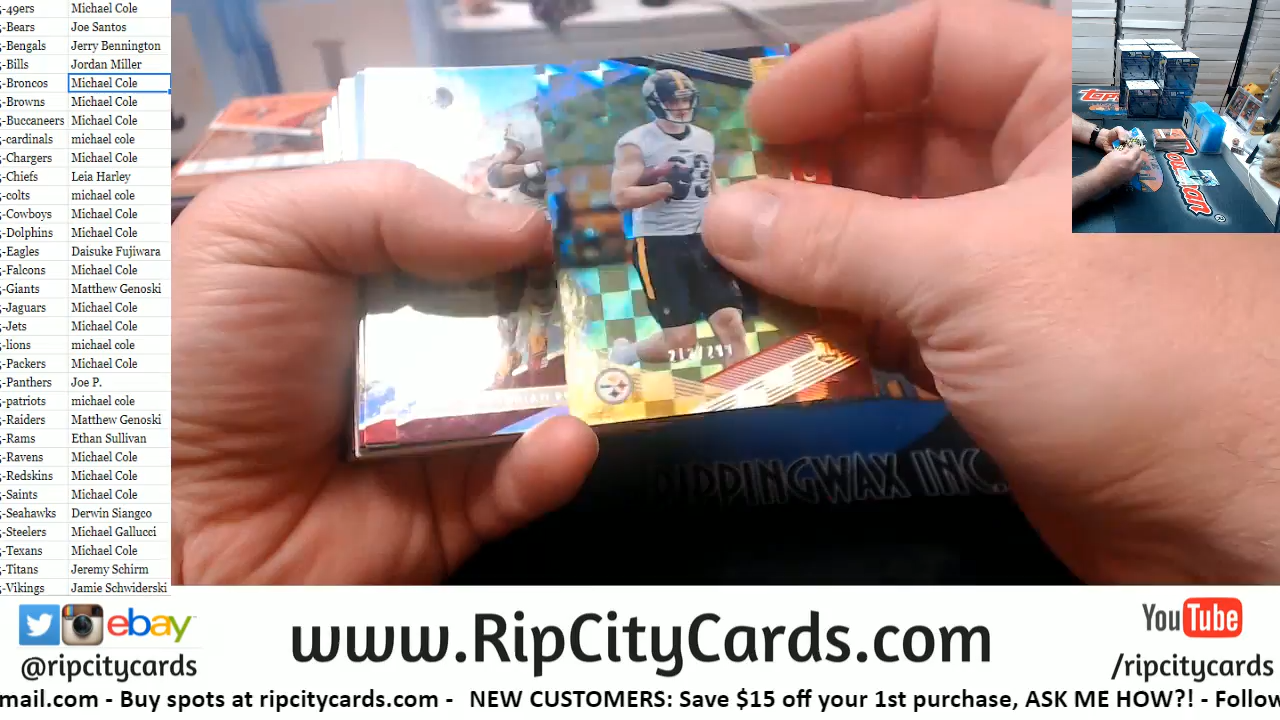 -49ers Michael Cole
-Bears Joe Santos
-Bengals Jerry Bennington
-Bills Jordan Miller
-Broncos Michael Cole
-Browns Michael Cole
-Buccaneers Michael Cole
-cardinals michael cole
-Chargers Michael Cole
-Chiefs Leia Harley
-colts michael cole
-Cowboys Michael Cole
-Dolphins Michael Cole
-Eagles Daisuke Fujiwara
-Falcons Michael Cole
-Giants Matthew Genoski
-Jaguars Michael Cole
-Jets Michael Cole
-lions michael cole
-Packers Michael Cole
-Panthers Joe P.
-patriots michael cole
-Raiders Matthew Genoski
-Rams Ethan Sullivan
-Ravens Michael Cole
-Redskins Michael Cole
-Saints Michael Cole
-Seahawks Derwin Siangco
-Steelers Michael Gallucci
-Texans Michael Cole
-Titans Jeremy Schirm
-Vikings Jamie Schwiderski
89
Steelers
INC.
ebay
@ripcitycards
www.RipCityCards.com
YouTube
/ripcitycards
mail.com - Buy spots at ripcitycards.com - NEW CUSTOMERS: Save $15 off your 1st purchase, ASK ME HOW?! - Follow